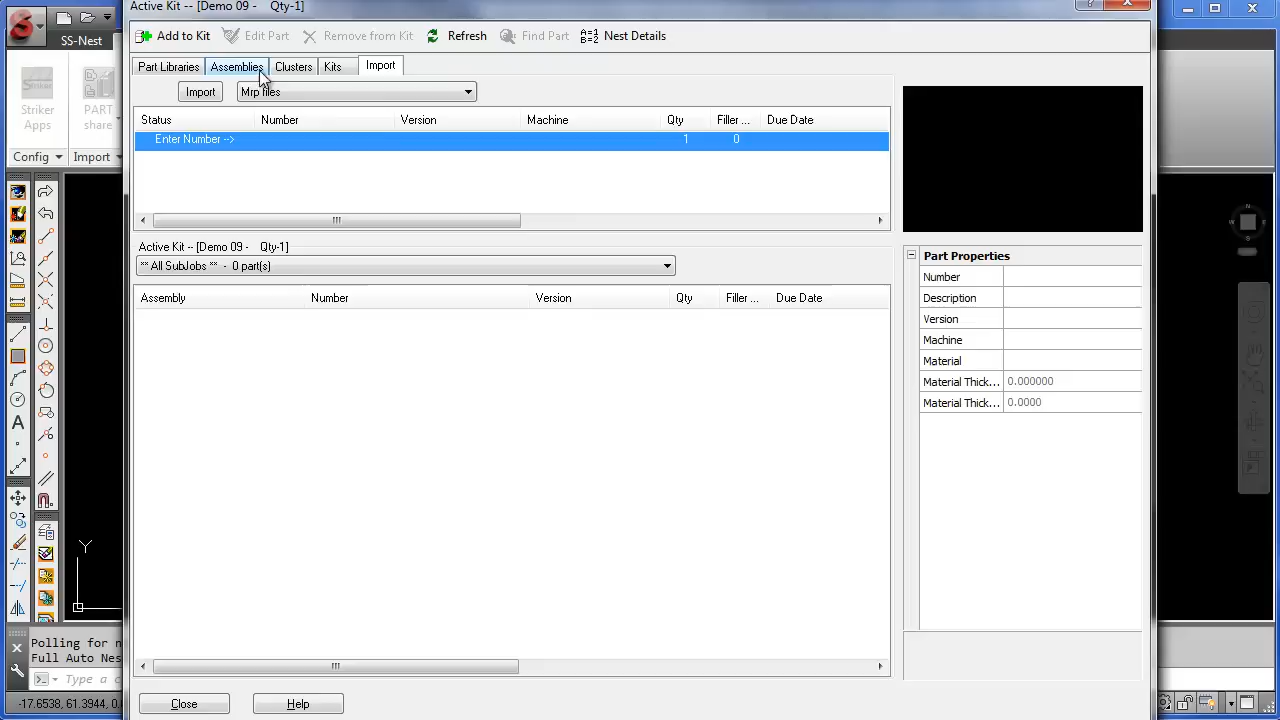 Active Kit -- [Demo 09 - Qty-1]
SS-Nest
Add to Kit Edit Part Remove from Kit Refresh Find Part Nest Details
Part Libraries Assemblies Clusters Kits Import
Import Mrp files
Status Number Version Machine Qty Filler Due Date
Enter Number --> 1 0
Striker Apps
PART share
Config Import
Active Kit -- [Demo 09 - Qty-1]
** All SubJobs ** - 0 part(s)
Assembly Number Version Qty Filler ... Due Date
Part Properties
Number
Description
Version
Machine
Material
Material Thick... 0.000000
Material Thick... 0.0000
Y
A
Polling for n
Full Auto Nes
Type a c
-17.6538, 61.3944, 0.
Close Help